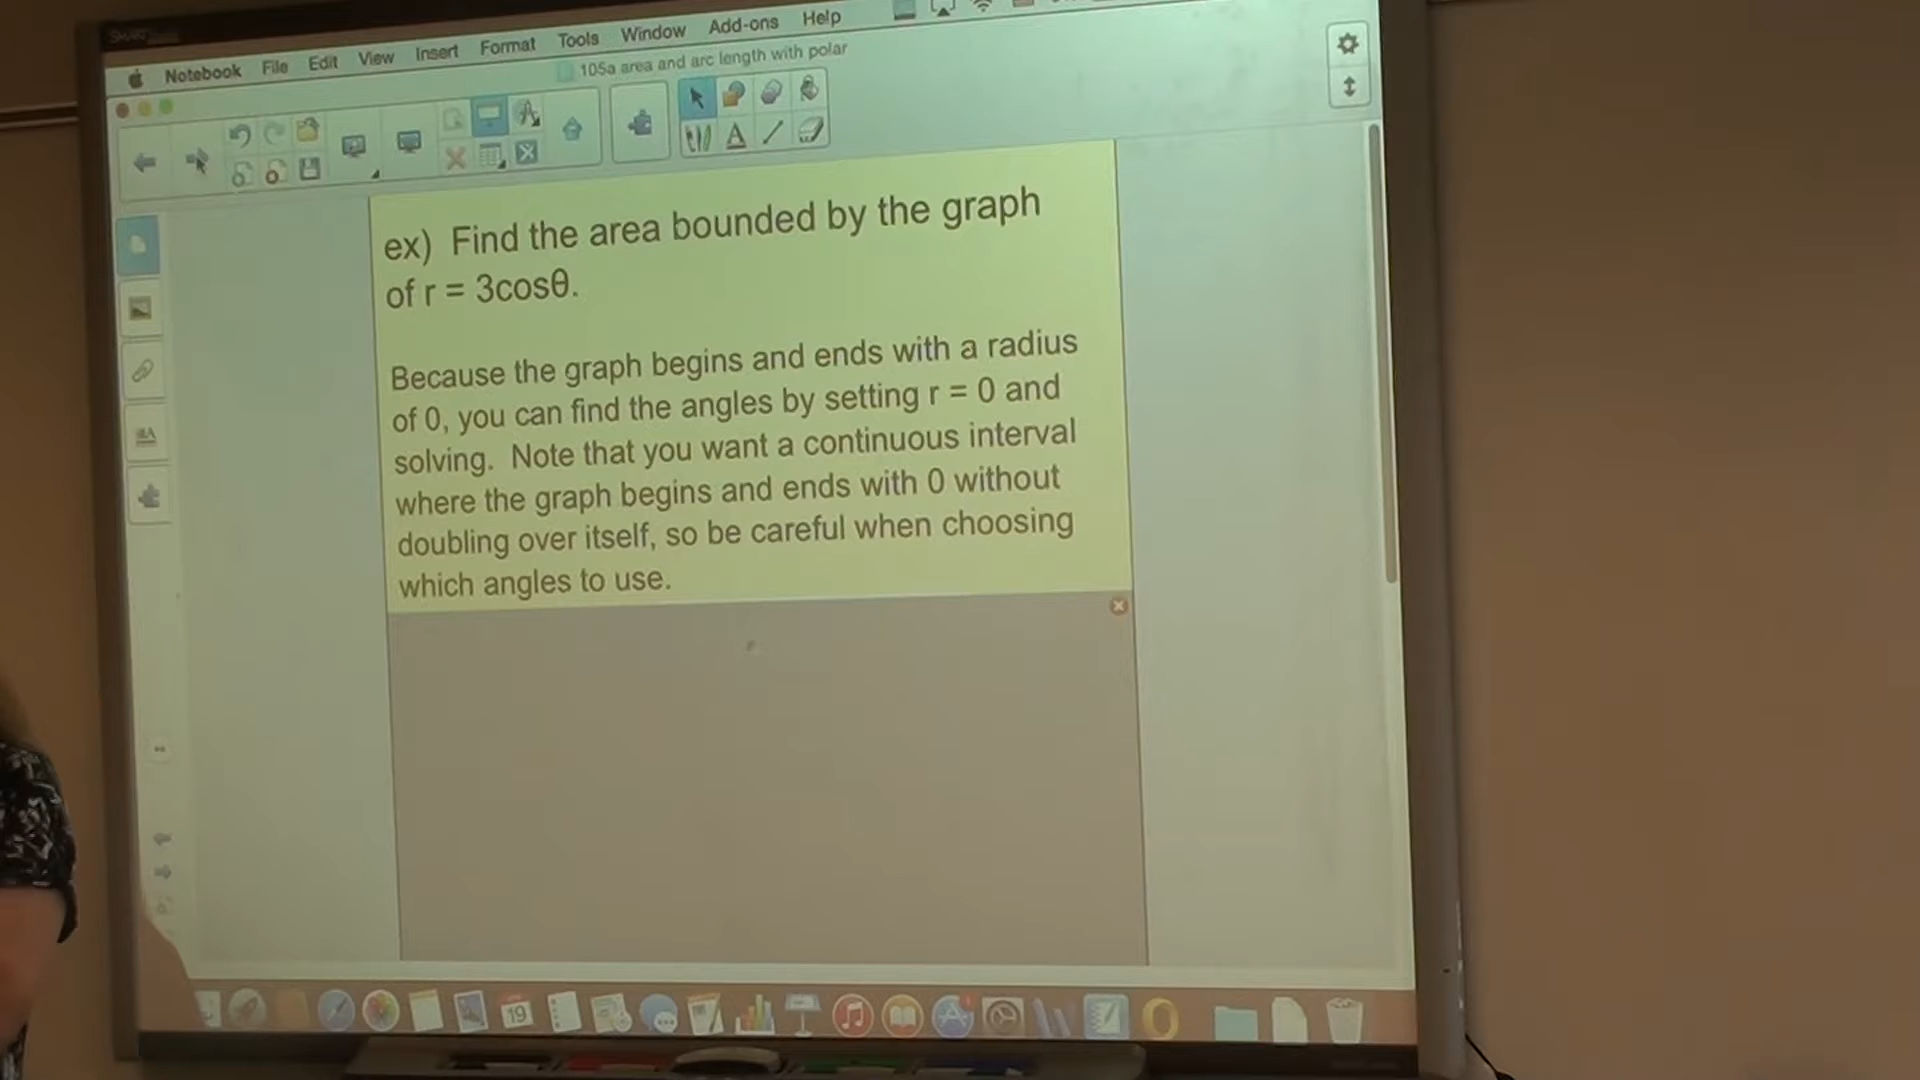 SMART
Notebook File Edit View Insert Format Tools Window Add-ons Help
105a area and arc length with polar
ex) Find the area bounded by the graph
of r = 3cosθ.
Because the graph begins and ends with a radius
of 0, you can find the angles by setting r = 0 and
solving. Note that you want a continuous interval
where the graph begins and ends with 0 without
doubling over itself, so be careful when choosing
which angles to use.
19